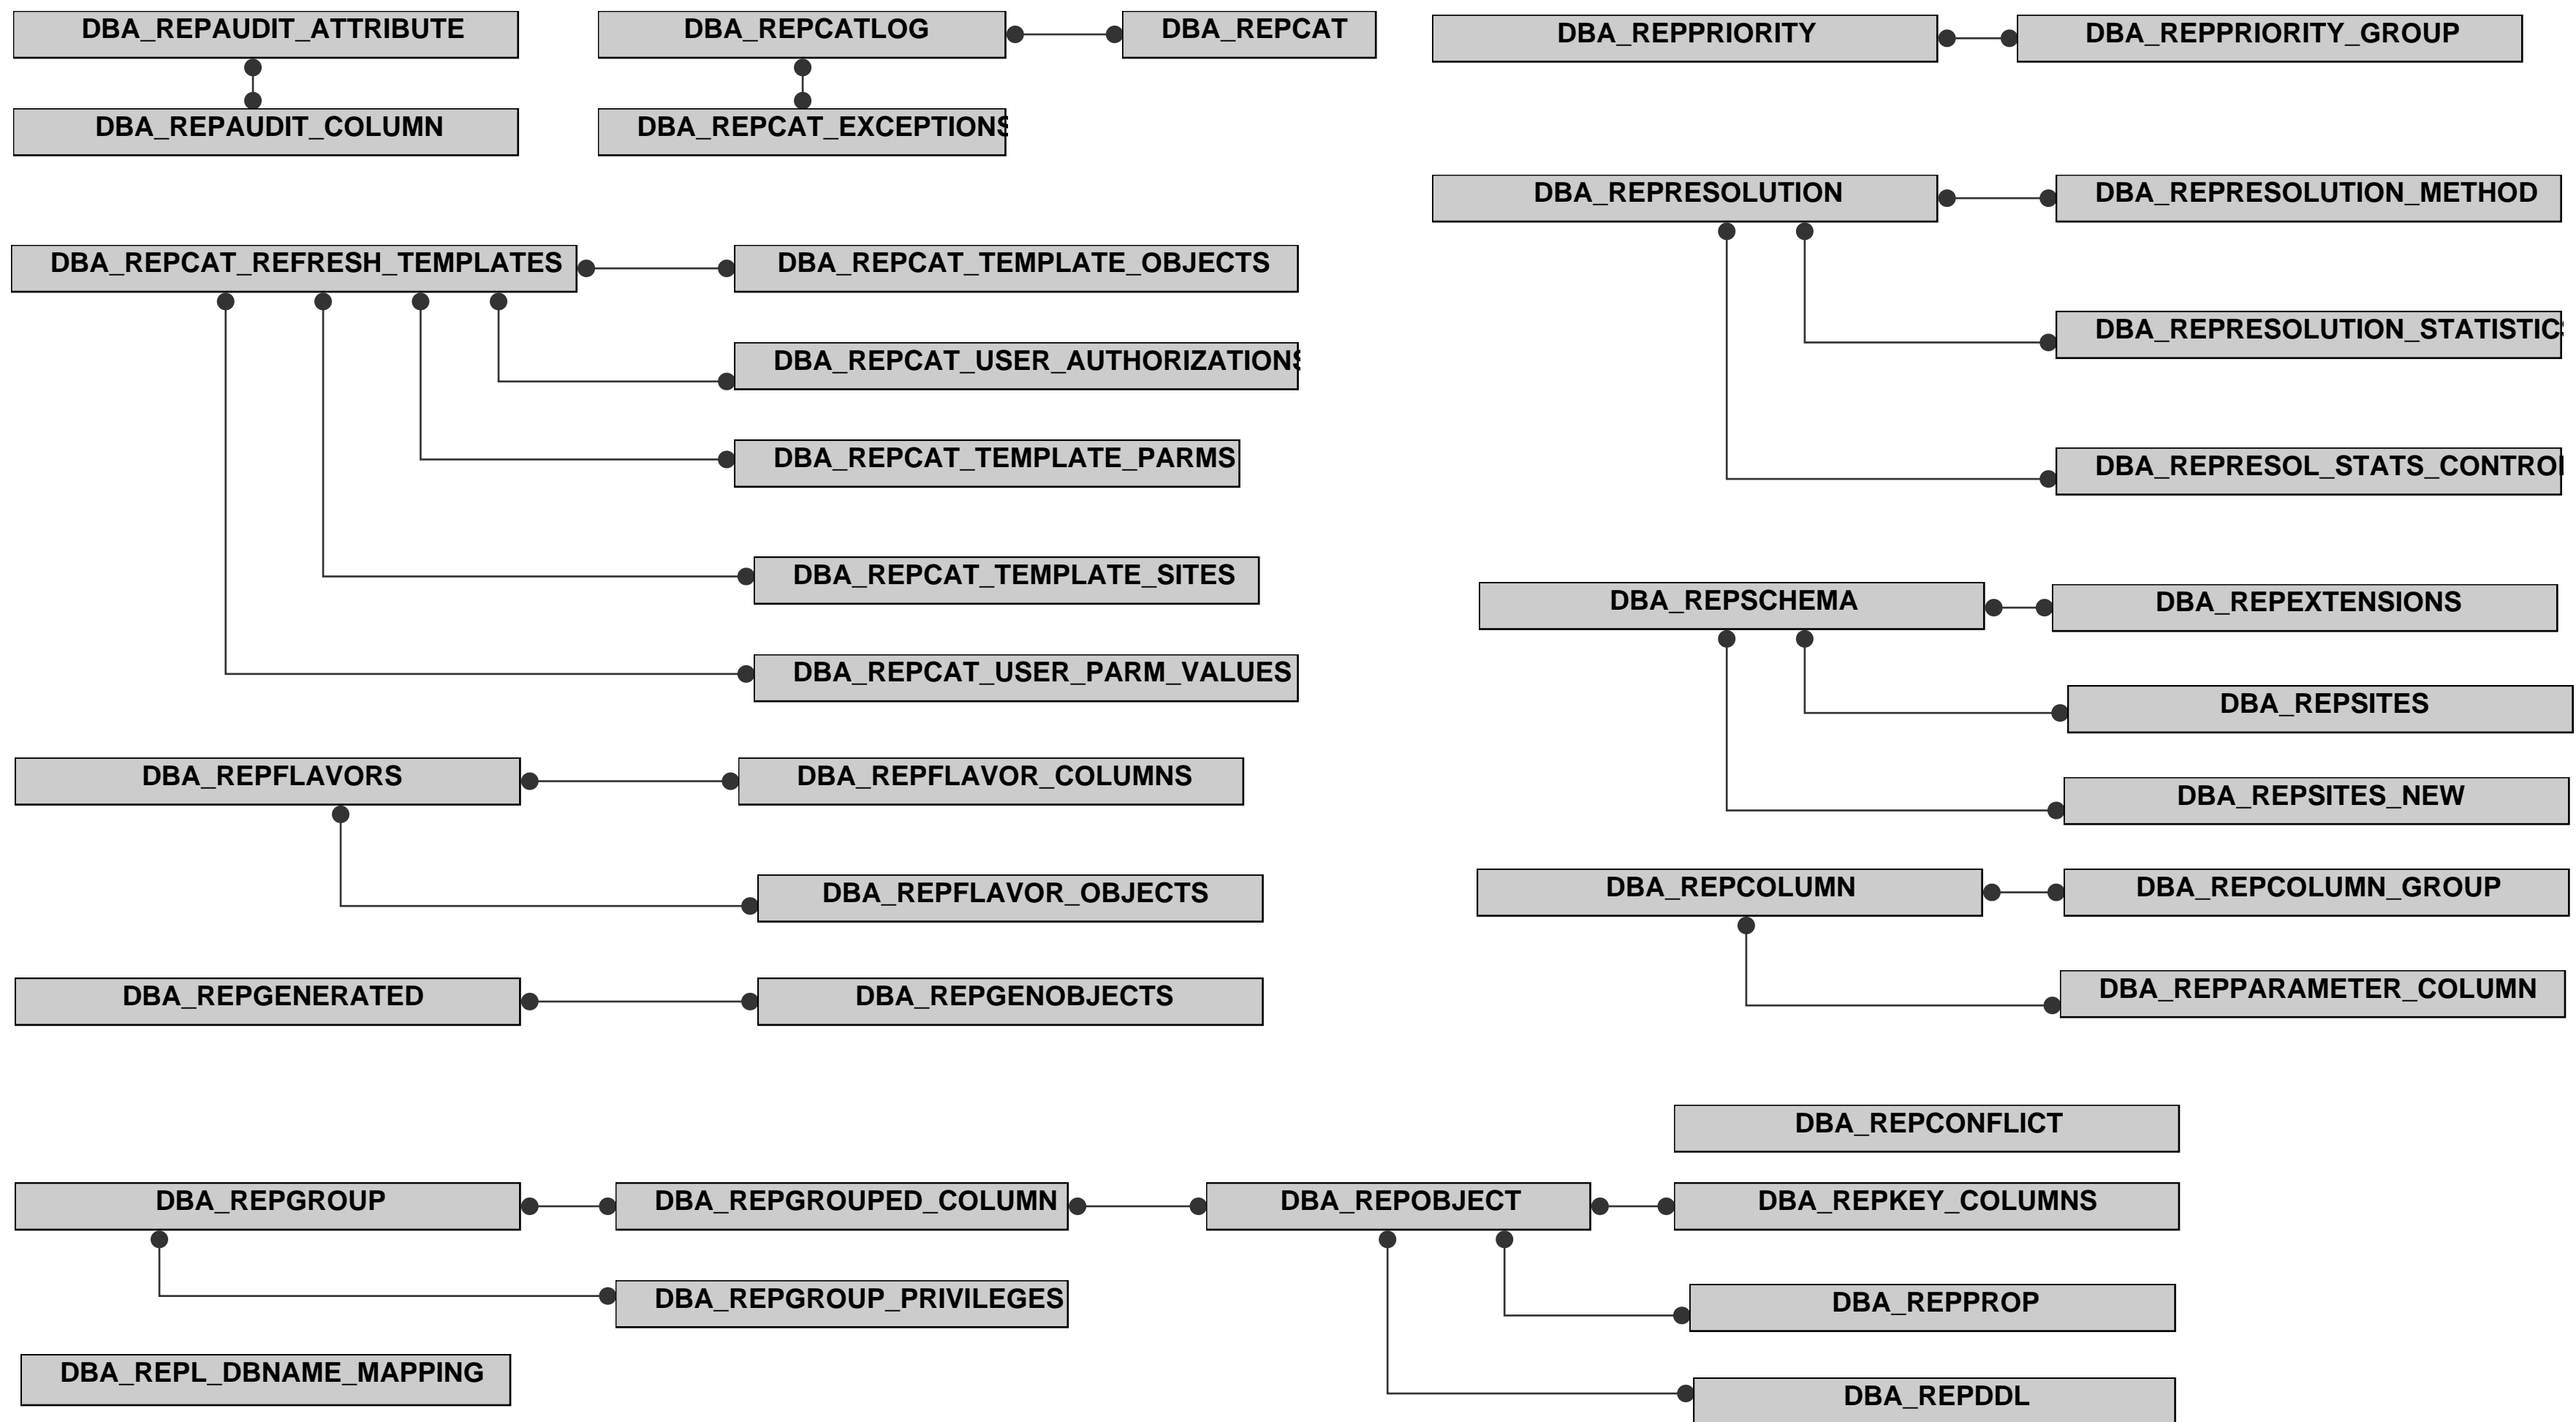 DBA_REPAUDIT_ATTRIBUTE
DBA_REPCATLOG
DBA_REPCAT
DBA_REPPRIORITY
DBA_REPPRIORITY_GROUP
DBA_REPAUDIT_COLUMN
DBA_REPCAT_EXCEPTIONS
DBA_REPRESOLUTION
DBA_REPRESOLUTION_METHOD
DBA_REPCAT_REFRESH_TEMPLATES
DBA_REPCAT_TEMPLATE_OBJECTS
DBA_REPRESOLUTION_STATISTICS
DBA_REPCAT_USER_AUTHORIZATIONS
DBA_REPCAT_TEMPLATE_PARMS
DBA_REPRESOL_STATS_CONTROL
DBA_REPCAT_TEMPLATE_SITES
DBA_REPSCHEMA
DBA_REPEXTENSIONS
DBA_REPCAT_USER_PARM_VALUES
DBA_REPSITES
DBA_REPFLAVORS
DBA_REPFLAVOR_COLUMNS
DBA_REPSITES_NEW
DBA_REPFLAVOR_OBJECTS
DBA_REPCOLUMN
DBA_REPCOLUMN_GROUP
DBA_REPGENERATED
DBA_REPGENOBJECTS
DBA_REPPARAMETER_COLUMN
DBA_REPCONFLICT
DBA_REPGROUP
DBA_REPGROUPED_COLUMN
DBA_REPOBJECT
DBA_REPKEY_COLUMNS
DBA_REPGROUP_PRIVILEGES
DBA_REPPROP
DBA_REPL_DBNAME_MAPPING
DBA_REPDDL